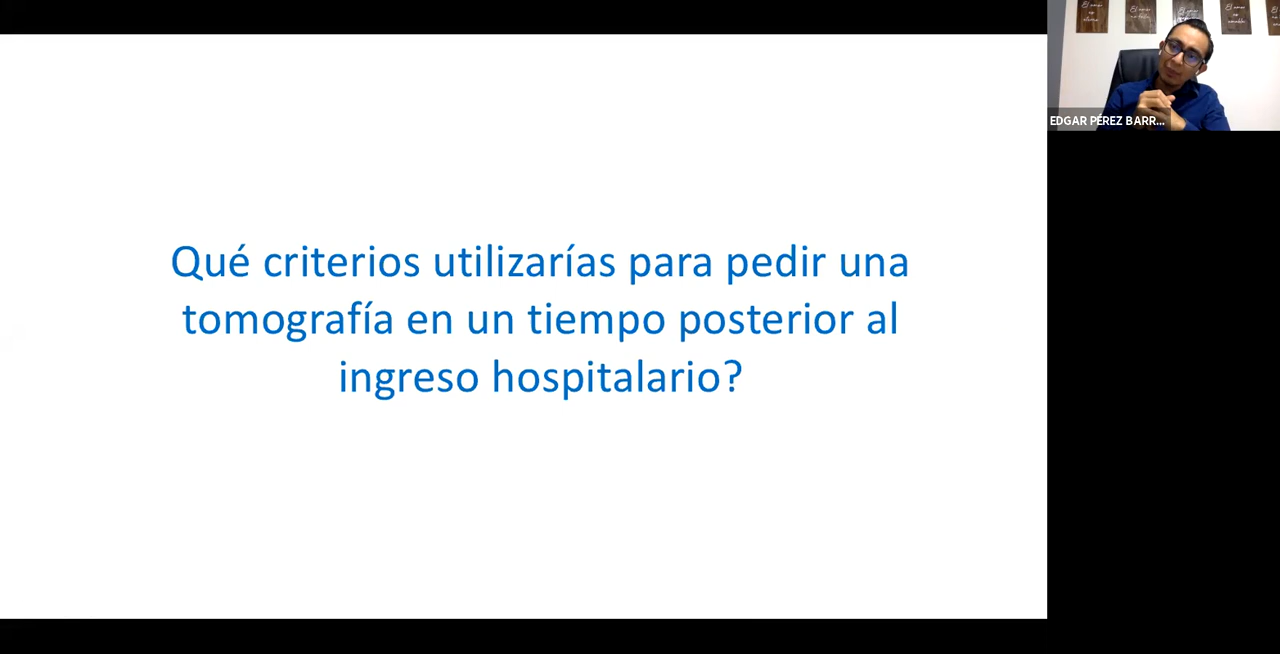 Qué criterios utilizarías para pedir una
tomografía en un tiempo posterior al
ingreso hospitalario?
EDGAR PÉREZ BARR...